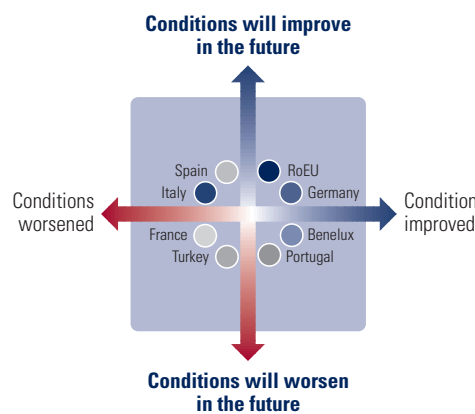 Conditions will improve
in the future
Spain
RoEU
Italy
Germany
Conditions
worsened
Condition
improved
France
Benelux
Turkey
Portugal
Conditions will worsen
in the future